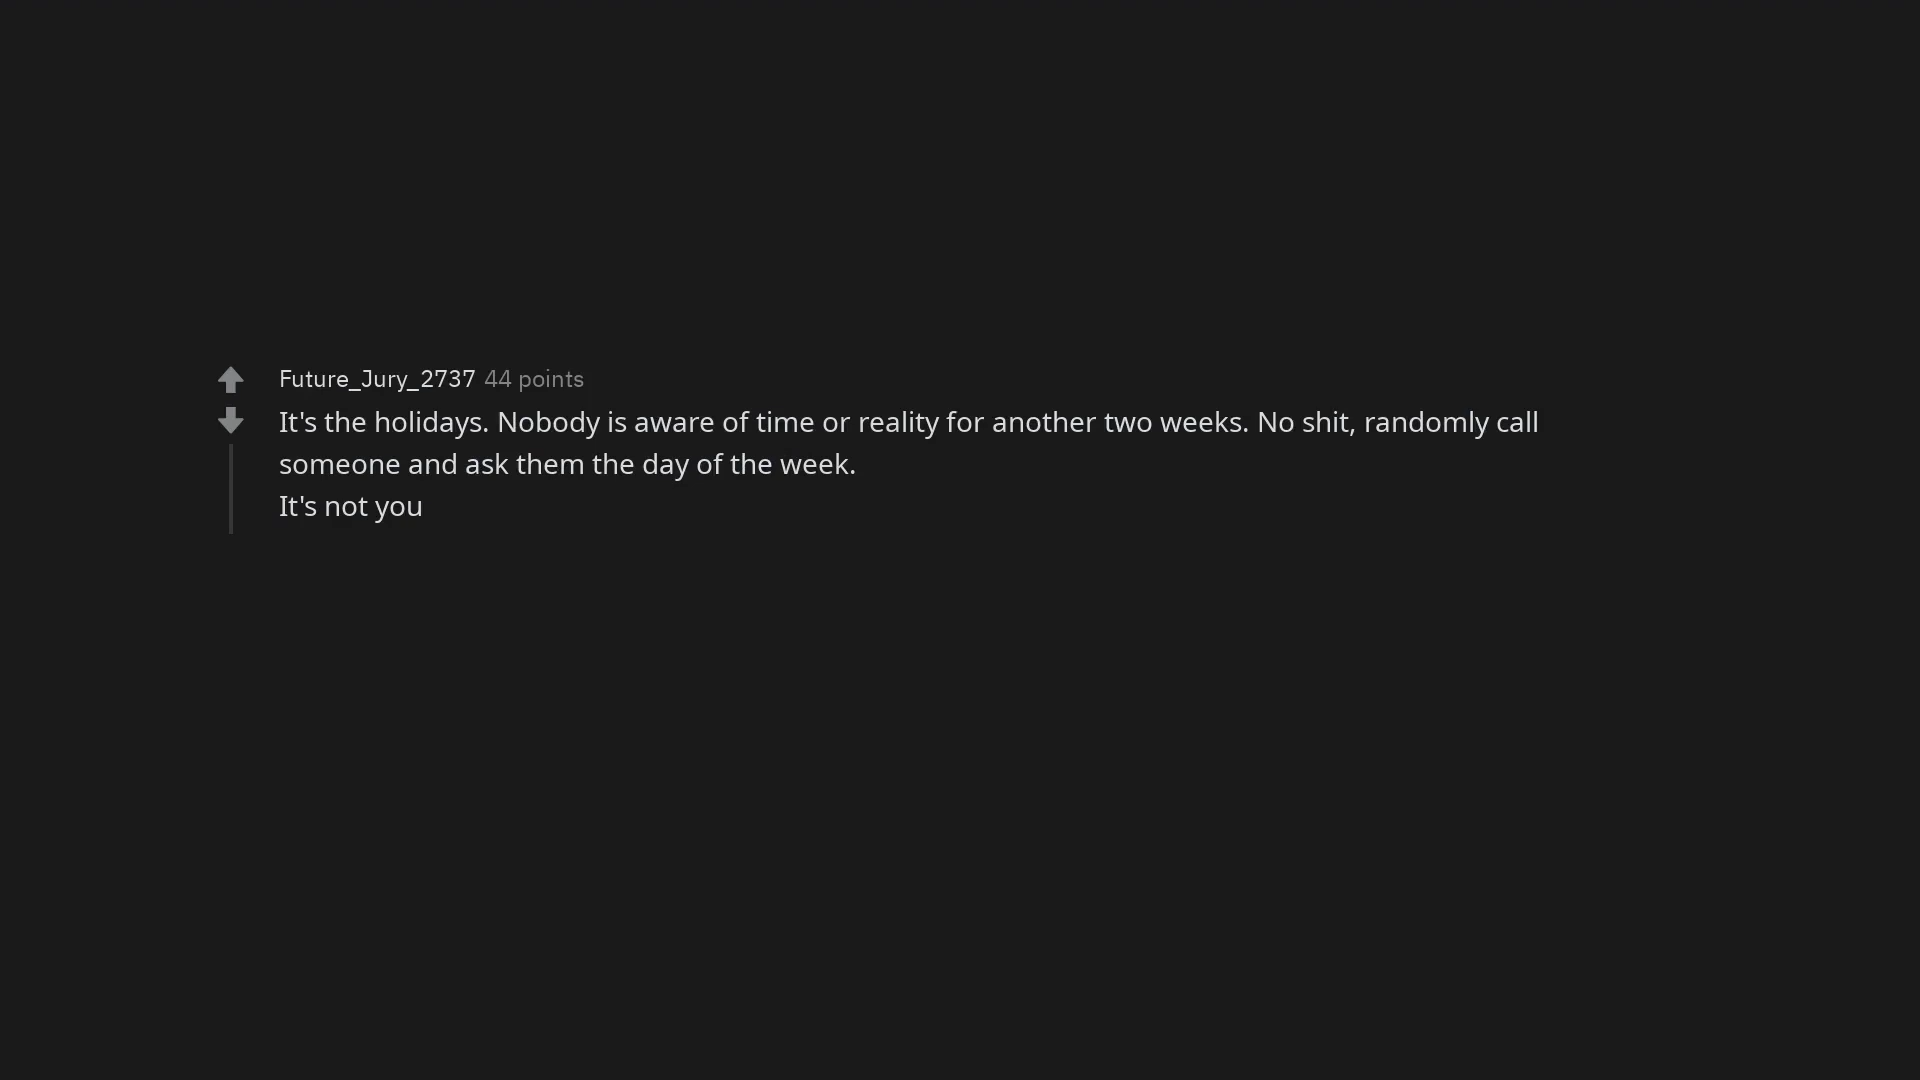 Future_Jury_2737 44 points
It's the holidays. Nobody is aware of time or reality for another two weeks. No shit, randomly call
someone and ask them the day of the week.
It's not you